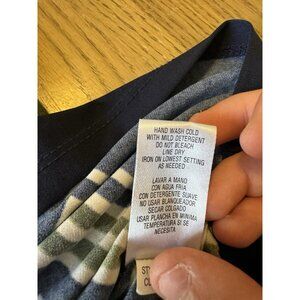 HAND WASH COLD
WITH MILD DETERGENT
DO NOT BLEACH
LINE DRY
IRON ON LOWEST SETTING
AS NEEDED
LAVAR A MANO
CON AGUA FRIA
CON DETERGENTE SUAVE
NO USAR BLANQUEADOR
SECAR COLGADO
USAR PLANCHA EN MINIMA
TEMPERATURA SI SE
NECESITA
ST